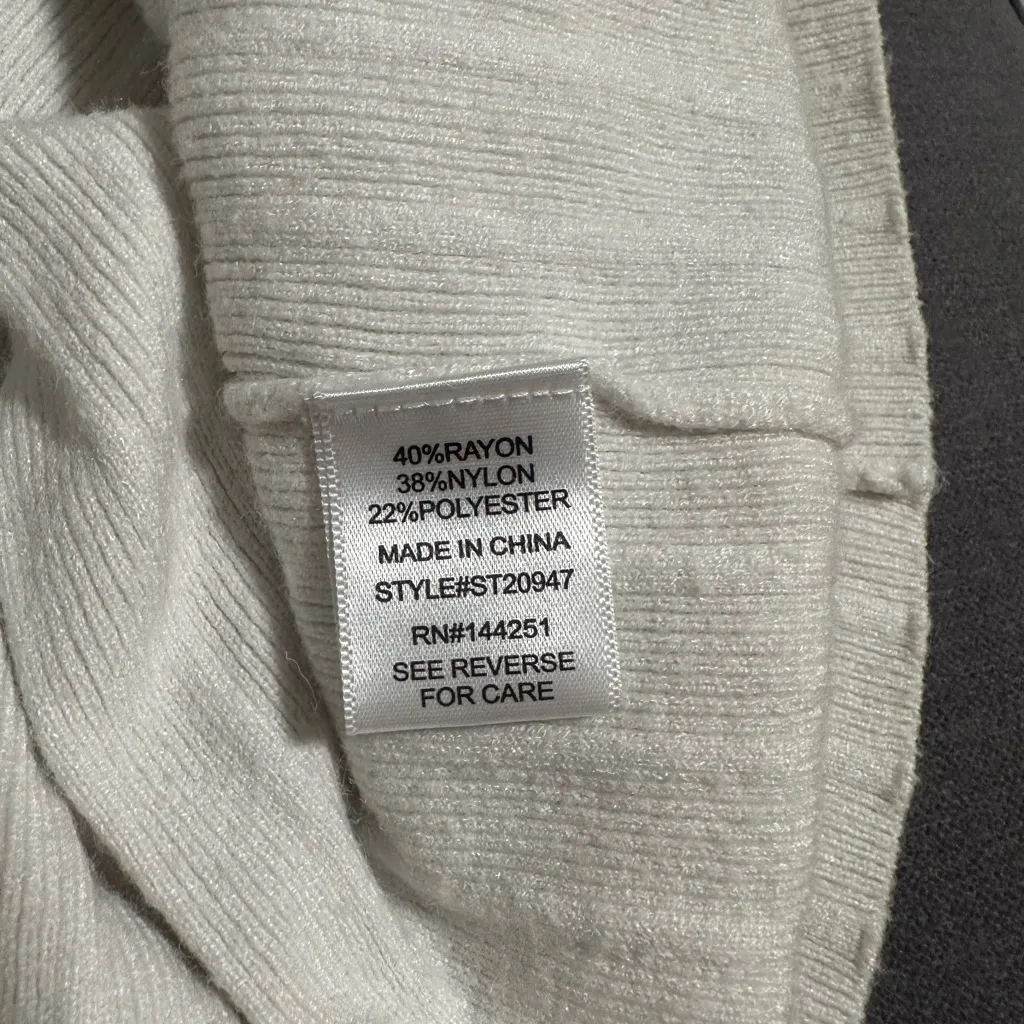 40%RAYON
38%NYLON
22%POLYESTER
MADE IN CHINA
STYLE#ST20947
RN#144251
SEE REVERSE
FOR CARE